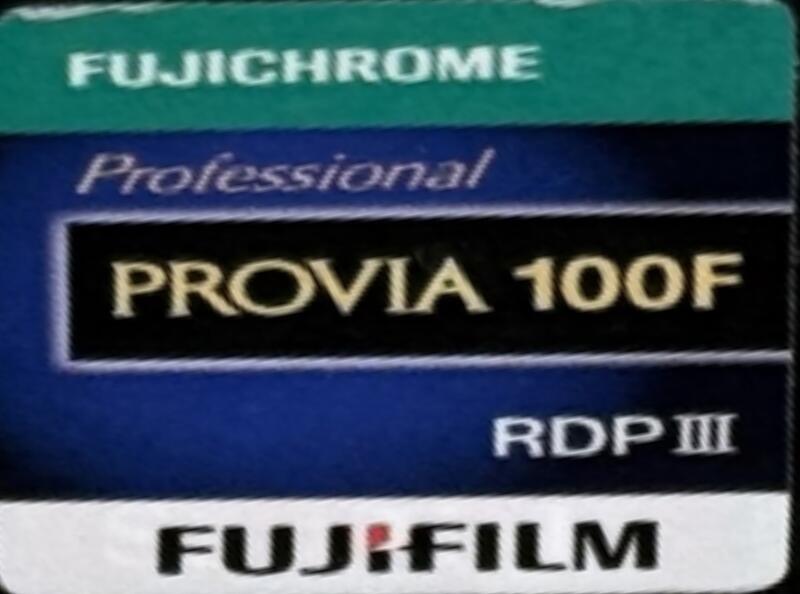 FUJICHROME
Professional
PROVIA 100F
RDP III
FUJIFILM